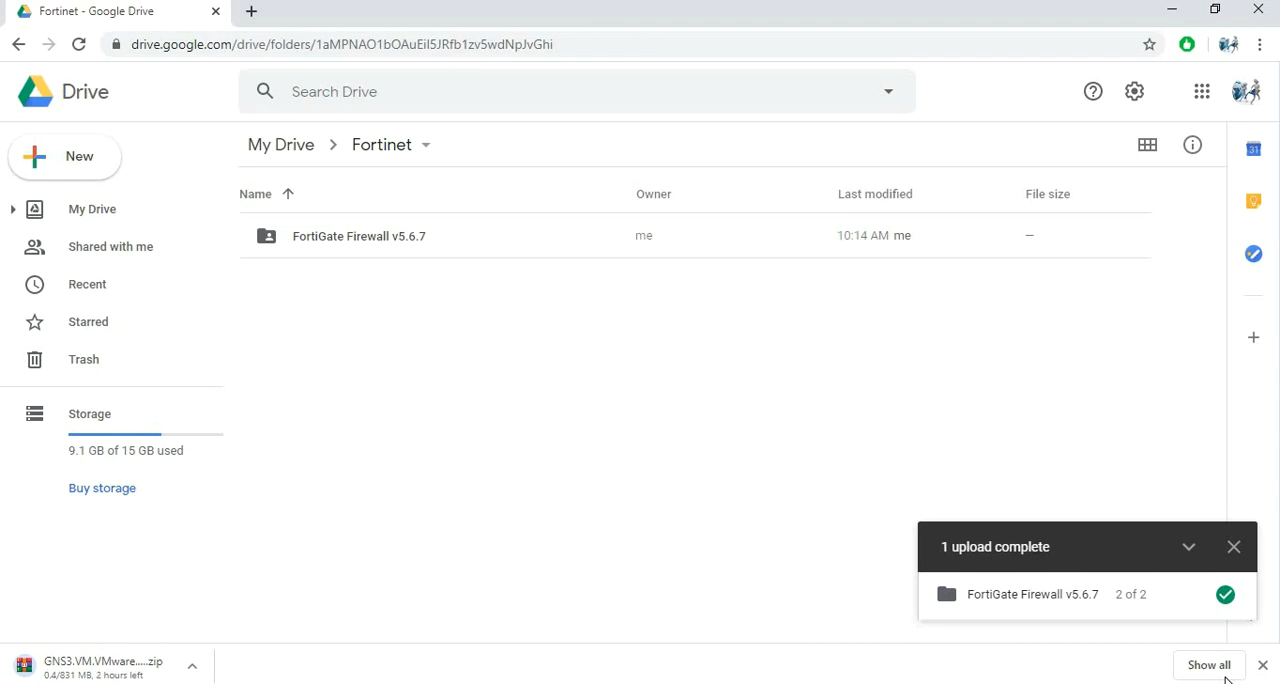 Fortinet - Google Drive
drive.google.com/drive/folders/1aMPNAO1bOAuEiI5JRfb1zv5wdNpJvGhi
Drive
Search Drive
New
My Drive
Shared with me
Recent
Starred
Trash
Storage
9.1 GB of 15 GB used
Buy storage
My Drive > Fortinet
Name Owner Last modified File size
FortiGate Firewall v5.6.7 me 10:14 AM me –
31
1 upload complete
FortiGate Firewall v5.6.7 2 of 2
GNS3.VM.VMware.....zip
0.4/831 MB, 2 hours left
Show all